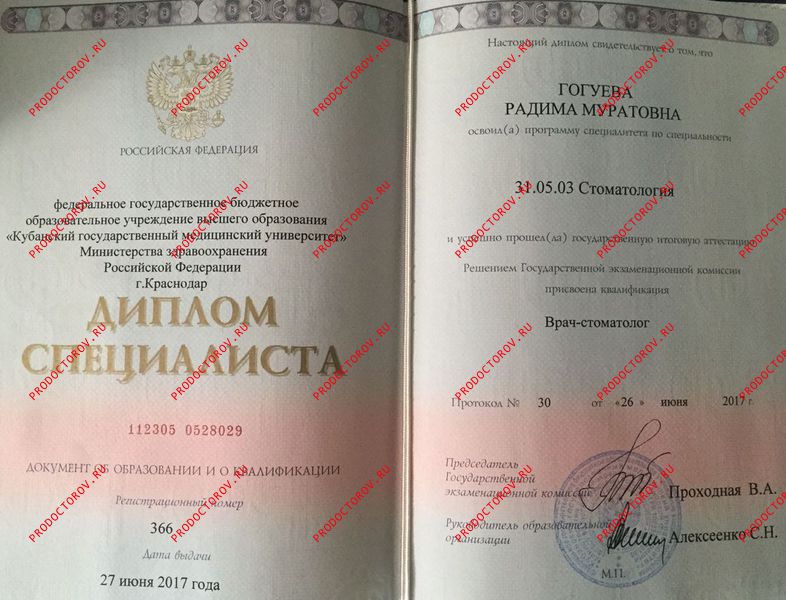 РОССИЙСКАЯ ФЕДЕРАЦИЯ
федеральное государственное бюджетное
образовательное учреждение высшего образования
«Кубанский государственный медицинский университет»
Министерства здравоохранения
Российской Федерации
г.Краснодар
ДИПЛОМ
СПЕЦИАЛИСТА
112305 0528029
ДОКУМЕНТ ОБ ОБРАЗОВАНИИ И О КВАЛИФИКАЦИИ
Регистрационный номер
366
Дата выдачи
27 июня 2017 года
Настоящий диплом свидетельствует о том, что
ГОГУЕВА
РАДИМА МУРАТОВНА
освоил(а) программу специалитета по специальности
31.05.03 Стоматология
и успешно прошел(ла) государственную итоговую аттестацию
Решением Государственной экзаменационной комиссии
присвоена квалификация
Врач-стоматолог
Протокол № 30 от «26 » июня 2017 г.
Председатель
Государственной
экзаменационной комиссии
Проходная В.А.
Руководитель образовательной
организации
Алексеенко С.Н.
М.П.
PRODOCTOROV.RU